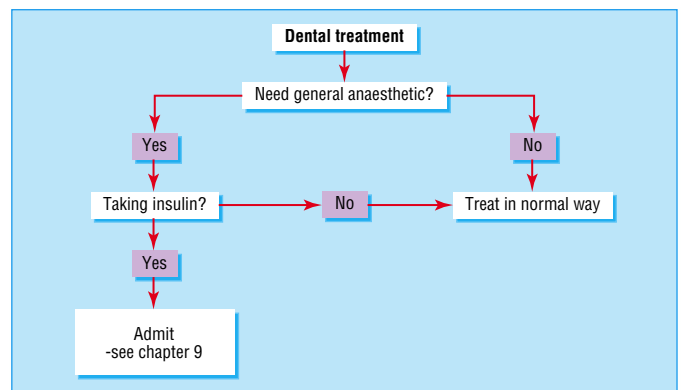 Dental treatment
Need general anaesthetic?
Yes
No
Taking insulin?
No
Treat in normal way
Yes
Admit
-see chapter 9